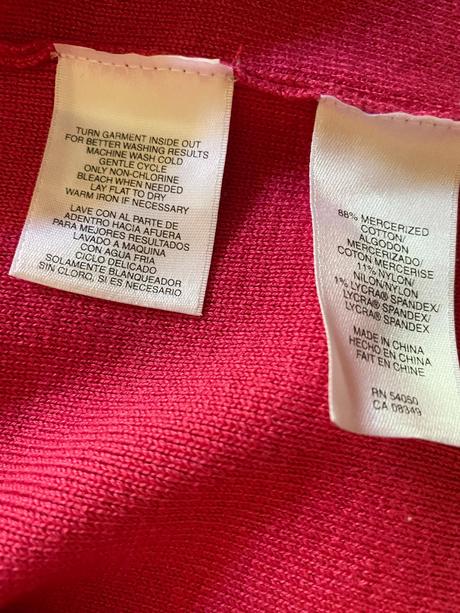 TURN GARMENT INSIDE OUT
FOR BETTER WASHING RESULTS
MACHINE WASH COLD
GENTLE CYCLE
ONLY NON-CHLORINE
BLEACH WHEN NEEDED
LAY FLAT TO DRY
WARM IRON IF NECESSARY
LAVE CON AL PARTE DE
ADENTRO HACIA AFUERA
PARA MEJORES RESULTADOS
LAVADO A MAQUINA
CON AGUA FRIA
CICLO DELICADO
SOLAMENTE BLANQUEADOR
SIN CLORO, SI ES NECESARIO
88% MERCERIZED
COTTON/
ALGODON
MERCERIZADO/
COTON MERCERISE
11% NYLON/
NILON/NYLON
1% LYCRA® SPANDEX/
LYCRA® SPANDEX/
LYCRA® SPANDEX
MADE IN CHINA
HECHO EN CHINA
FAIT EN CHINE
RN 54050
CA 08349